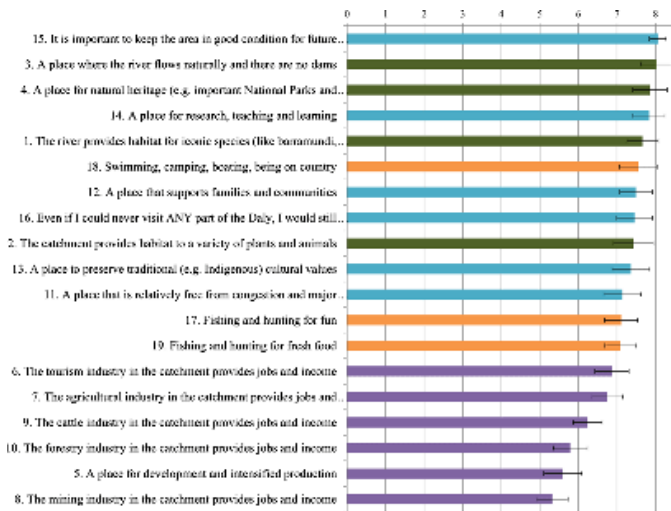 0 1 2 3 4 5 6 7 8
15. It is important to keep the area in good condition for future..
3. A place where the river flows naturally and there are no dams
4. A place for natural heritage (e.g. important National Parks and..
14. A place for research, teaching and learning
1. The river provides habitat for iconic species (like barramundi,..
18. Swimming, camping, boating, being on country
12. A place that supports families and communities
16. Even if I could never visit ANY part of the Daly, I would still..
2. The catchment provides habitat to a variety of plants and animals
13. A place to preserve traditional (e.g. Indigenous) cultural values
11. A place that is relatively free from congestion and major..
17. Fishing and hunting for fun
19. Fishing and hunting for fresh food
6. The tourism industry in the catchment provides jobs and income
7. The agricultural industry in the catchment provides jobs and..
9. The cattle industry in the catchment provides jobs and income
10. The forestry industry in the catchment provides jobs and income
5. A place for development and intensified production
8. The mining industry in the catchment provides jobs and income